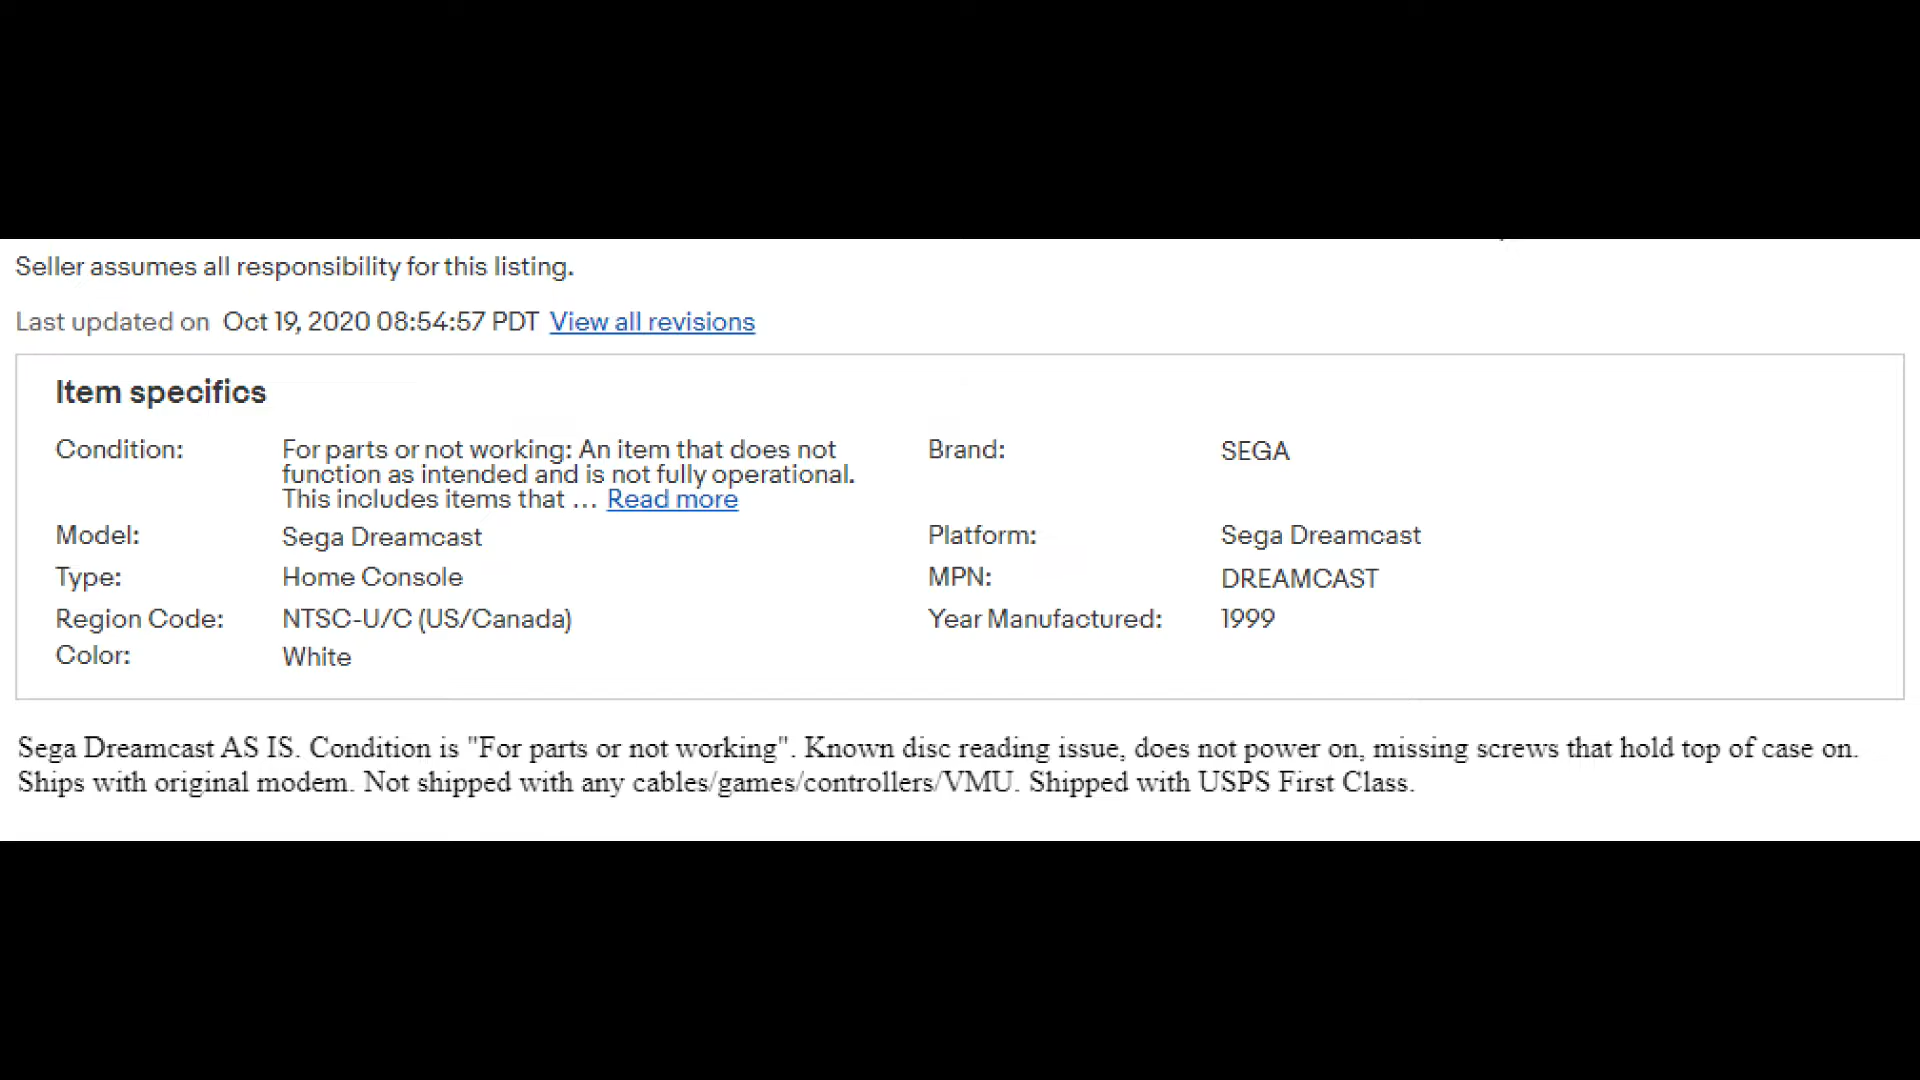 Seller assumes all responsibility for this listing.
Last updated on Oct 19, 2020 08:54:57 PDT View all revisions
Item specifics
Condition: For parts or not working: An item that does not
function as intended and is not fully operational.
This includes items that ... Read more
Brand: SEGA
Model: Sega Dreamcast
Platform: Sega Dreamcast
Type: Home Console
MPN: DREAMCAST
Region Code: NTSC-U/C (US/Canada)
Year Manufactured: 1999
Color: White
Sega Dreamcast AS IS. Condition is "For parts or not working". Known disc reading issue, does not power on, missing screws that hold top of case on.
Ships with original modem. Not shipped with any cables/games/controllers/VMU. Shipped with USPS First Class.